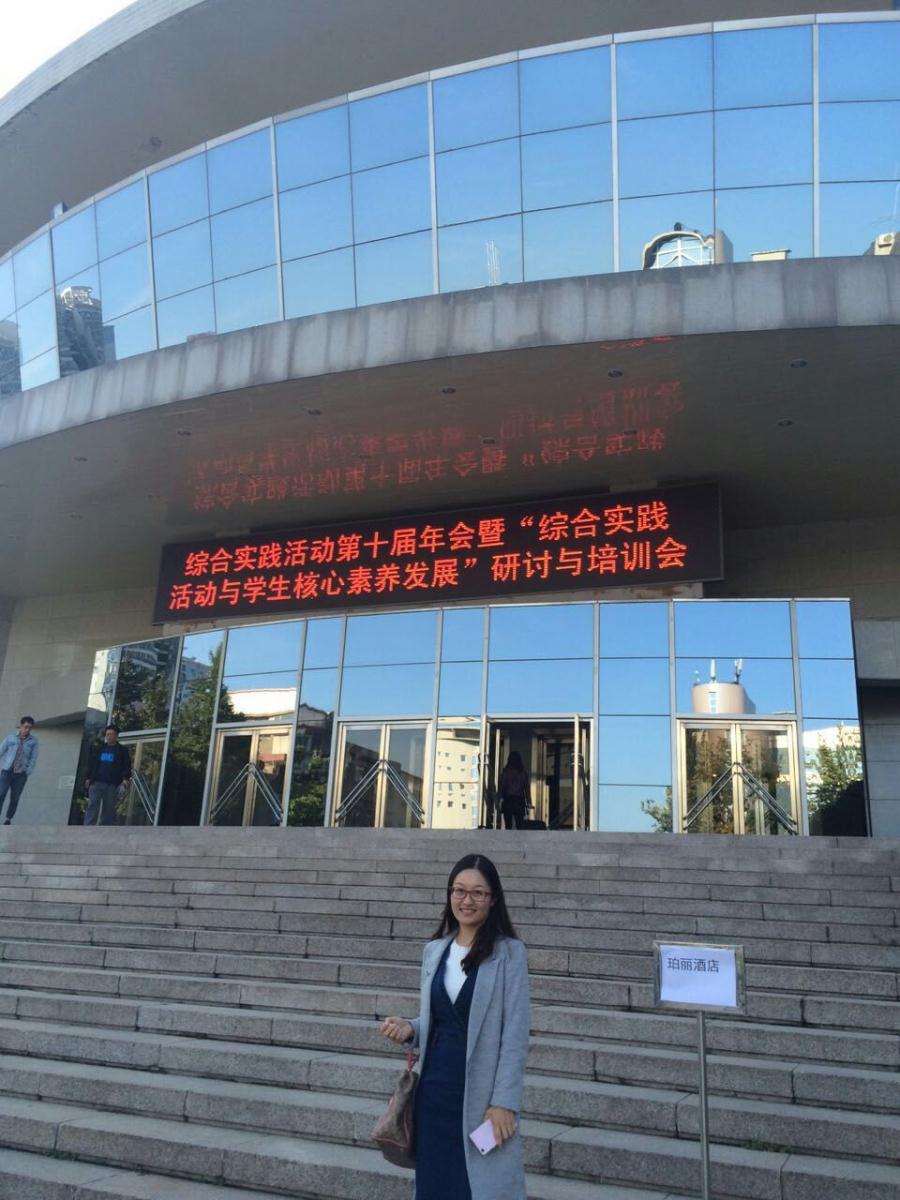 综合实践活动第十届年会暨“综合实践
活动与学生核心素养发展”研讨与培训会
珀丽酒店